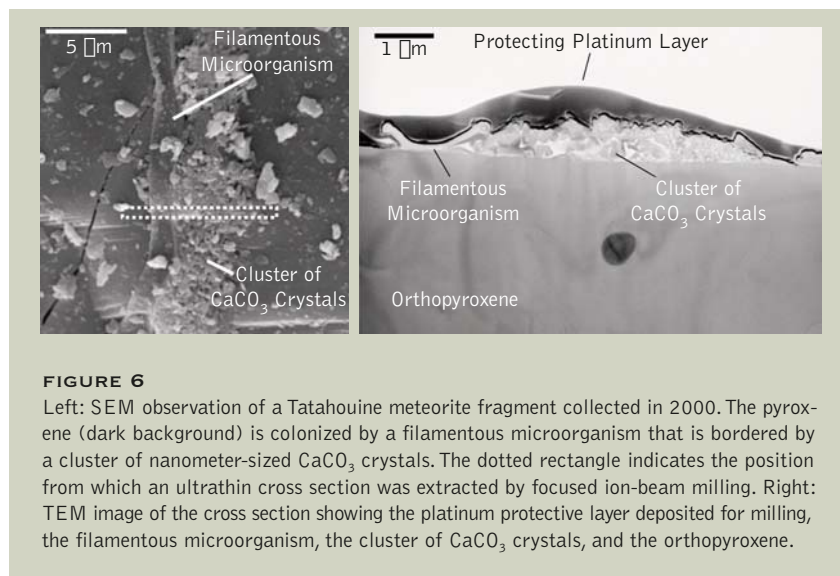 5 □m
Filamentous
Microorganism
Cluster of
CaCO₃ Crystals
1 □m
Protecting Platinum Layer
Filamentous
Microorganism
Cluster of
CaCO₃ Crystals
Orthopyroxene
FIGURE 6
Left: SEM observation of a Tatahouine meteorite fragment collected in 2000. The pyrox-
ene (dark background) is colonized by a filamentous microorganism that is bordered by
a cluster of nanometer-sized CaCO₃ crystals. The dotted rectangle indicates the position
from which an ultrathin cross section was extracted by focused ion-beam milling. Right:
TEM image of the cross section showing the platinum protective layer deposited for milling,
the filamentous microorganism, the cluster of CaCO₃ crystals, and the orthopyroxene.